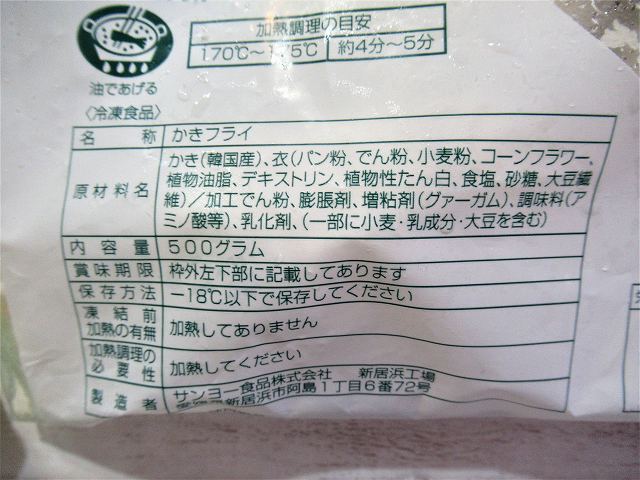 加熱調理の目安
170℃〜175℃ 約4分〜5分
油であげる
〈冷凍食品〉
名 称 かきフライ
原材料名 かき(韓国産)、衣(パン粉、でん粉、小麦粉、コーンフラワー、
植物油脂、デキストリン、植物性たん白、食塩、砂糖、大豆繊
維)/加工でん粉、膨脹剤、増粘剤(グァーガム)、調味料(ア
ミノ酸等)、乳化剤、(一部に小麦・乳成分・大豆を含む)
内容量 500グラム
賞味期限 枠外左下部に記載してあります
保存方法 −18℃以下で保存してください
凍結前
加熱の有無 加熱してありません
加熱調理の
必要性 加熱してください
製造者 サンヨー食品株式会社 新居浜工場
愛媛県新居浜市阿島1丁目6番72号